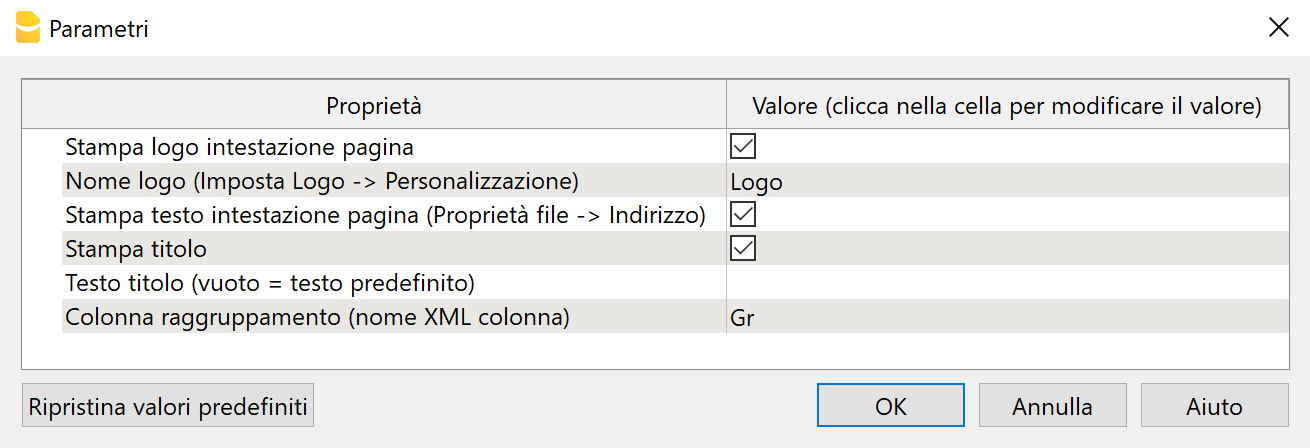 Parametri
Proprietà Valore (clicca nella cella per modificare il valore)
Stampa logo intestazione pagina
Nome logo (Imposta Logo -> Personalizzazione) Logo
Stampa testo intestazione pagina (Proprietà file -> Indirizzo)
Stampa titolo
Testo titolo (vuoto = testo predefinito)
Colonna raggruppamento (nome XML colonna) Gr
Ripristina valori predefiniti OK Annulla Aiuto